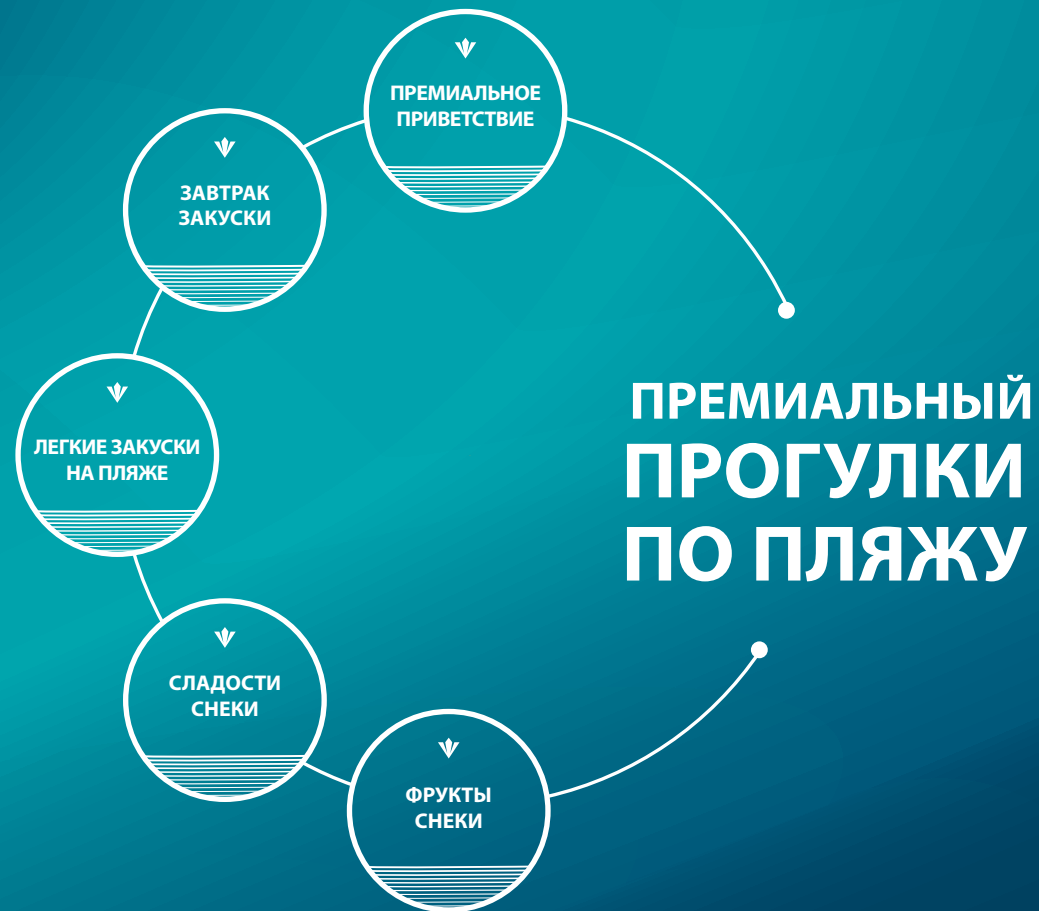 ПРЕМИАЛЬНОЕ
ПРИВЕТСТВИЕ
ЗАВТРАК
ЗАКУСКИ
ЛЕГКИЕ ЗАКУСКИ
НА ПЛЯЖЕ
СЛАДОСТИ
СНЕКИ
ФРУКТЫ
СНЕКИ
ПРЕМИАЛЬНЫЙ
ПРОГУЛКИ
ПО ПЛЯЖУ